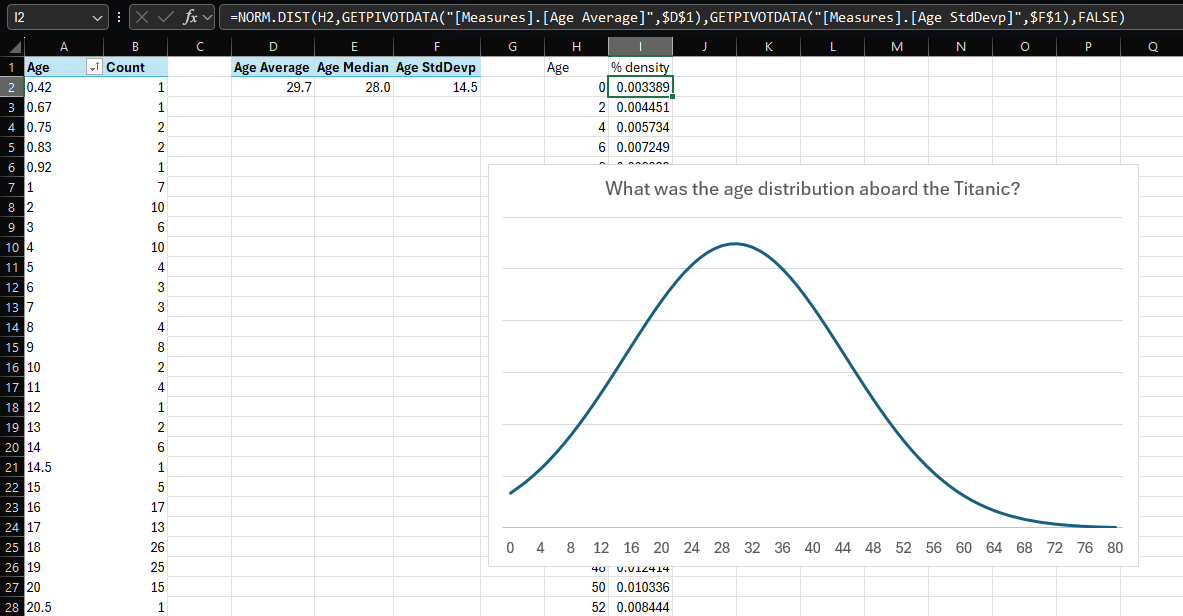 I2 fx =NORM.DIST(H2,GETPIVOTDATA("[Measures].[Age Average]",$D$1),GETPIVOTDATA("[Measures].[Age StdDevp]",$F$1),FALSE)
A B C D E F G H I J K L M N O P Q
1 Age Count Age Average Age Median Age StdDevp Age % density
2 0.42 1 29.7 28.0 14.5 0 0.003389
3 0.67 1 2 0.004451
4 0.75 2 4 0.005734
5 0.83 2 6 0.007249
6 0.92 1
7 1 7
What was the age distribution aboard the Titanic?
8 2 10
9 3 6
10 4 10
11 5 4
12 6 3
13 7 3
14 8 4
15 9 8
16 10 2
17 11 4
18 12 1
19 13 2
20 14 6
21 14.5 1
22 15 5
23 16 17
24 17 13
25 18 26
0 4 8 12 16 20 24 28 32 36 40 44 48 52 56 60 64 68 72 76 80
26 19 25 48 0.012414
27 20 15 50 0.010336
28 20.5 1 52 0.008444